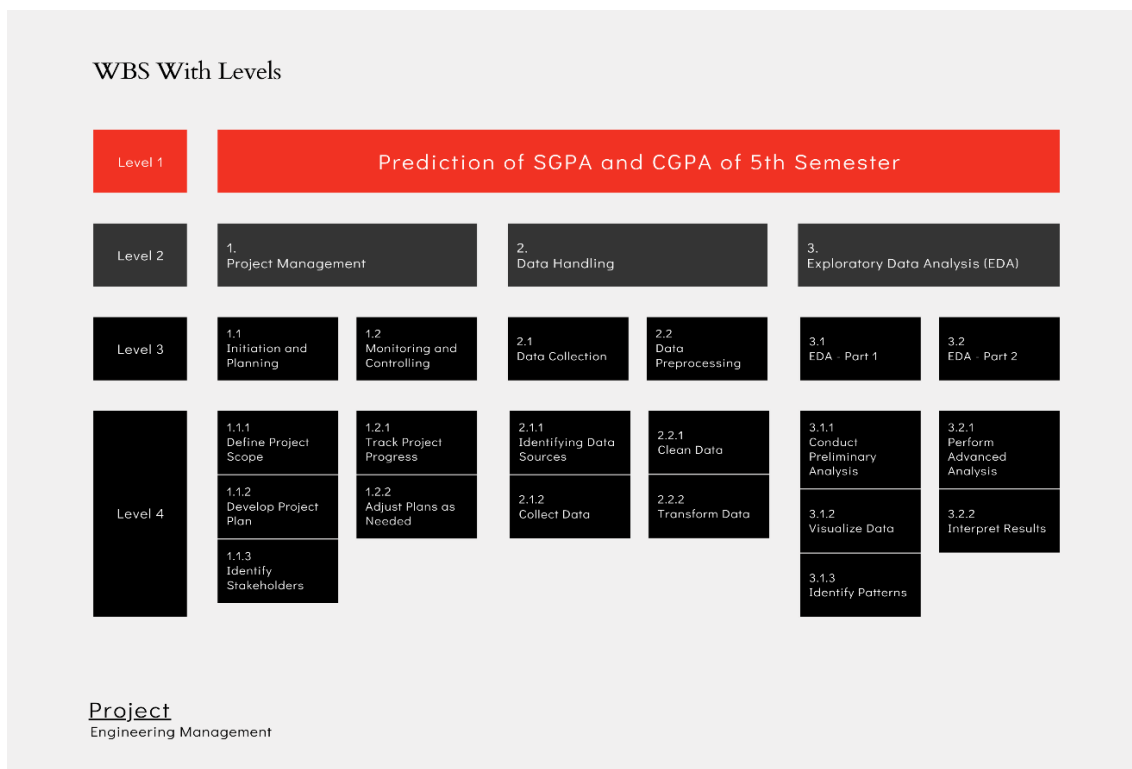 WBS With Levels
Level 1
Prediction of SGPA and CGPA of 5th Semester
Level 2
1.
Project Management
2.
Data Handling
3.
Exploratory Data Analysis (EDA)
Level 3
1.1
Initiation and
Planning
1.2
Monitoring and
Controlling
2.1
Data Collection
2.2
Data
Preprocessing
3.1
EDA - Part 1
3.2
EDA - Part 2
Level 4
1.1.1
Define Project
Scope
1.1.2
Develop Project
Plan
1.1.3
Identify
Stakeholders
1.2.1
Track Project
Progress
1.2.2
Adjust Plans as
Needed
2.1.1
Identifying Data
Sources
2.1.2
Collect Data
2.2.1
Clean Data
2.2.2
Transform Data
3.1.1
Conduct
Preliminary
Analysis
3.1.2
Visualize Data
3.1.3
Identify Patterns
3.2.1
Perform
Advanced
Analysis
3.2.2
Interpret Results
Project
Engineering Management